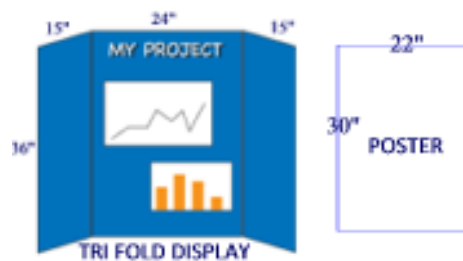 15"
24"
15"
MY PROJECT
36"
TRI FOLD DISPLAY
22"
30"
POSTER